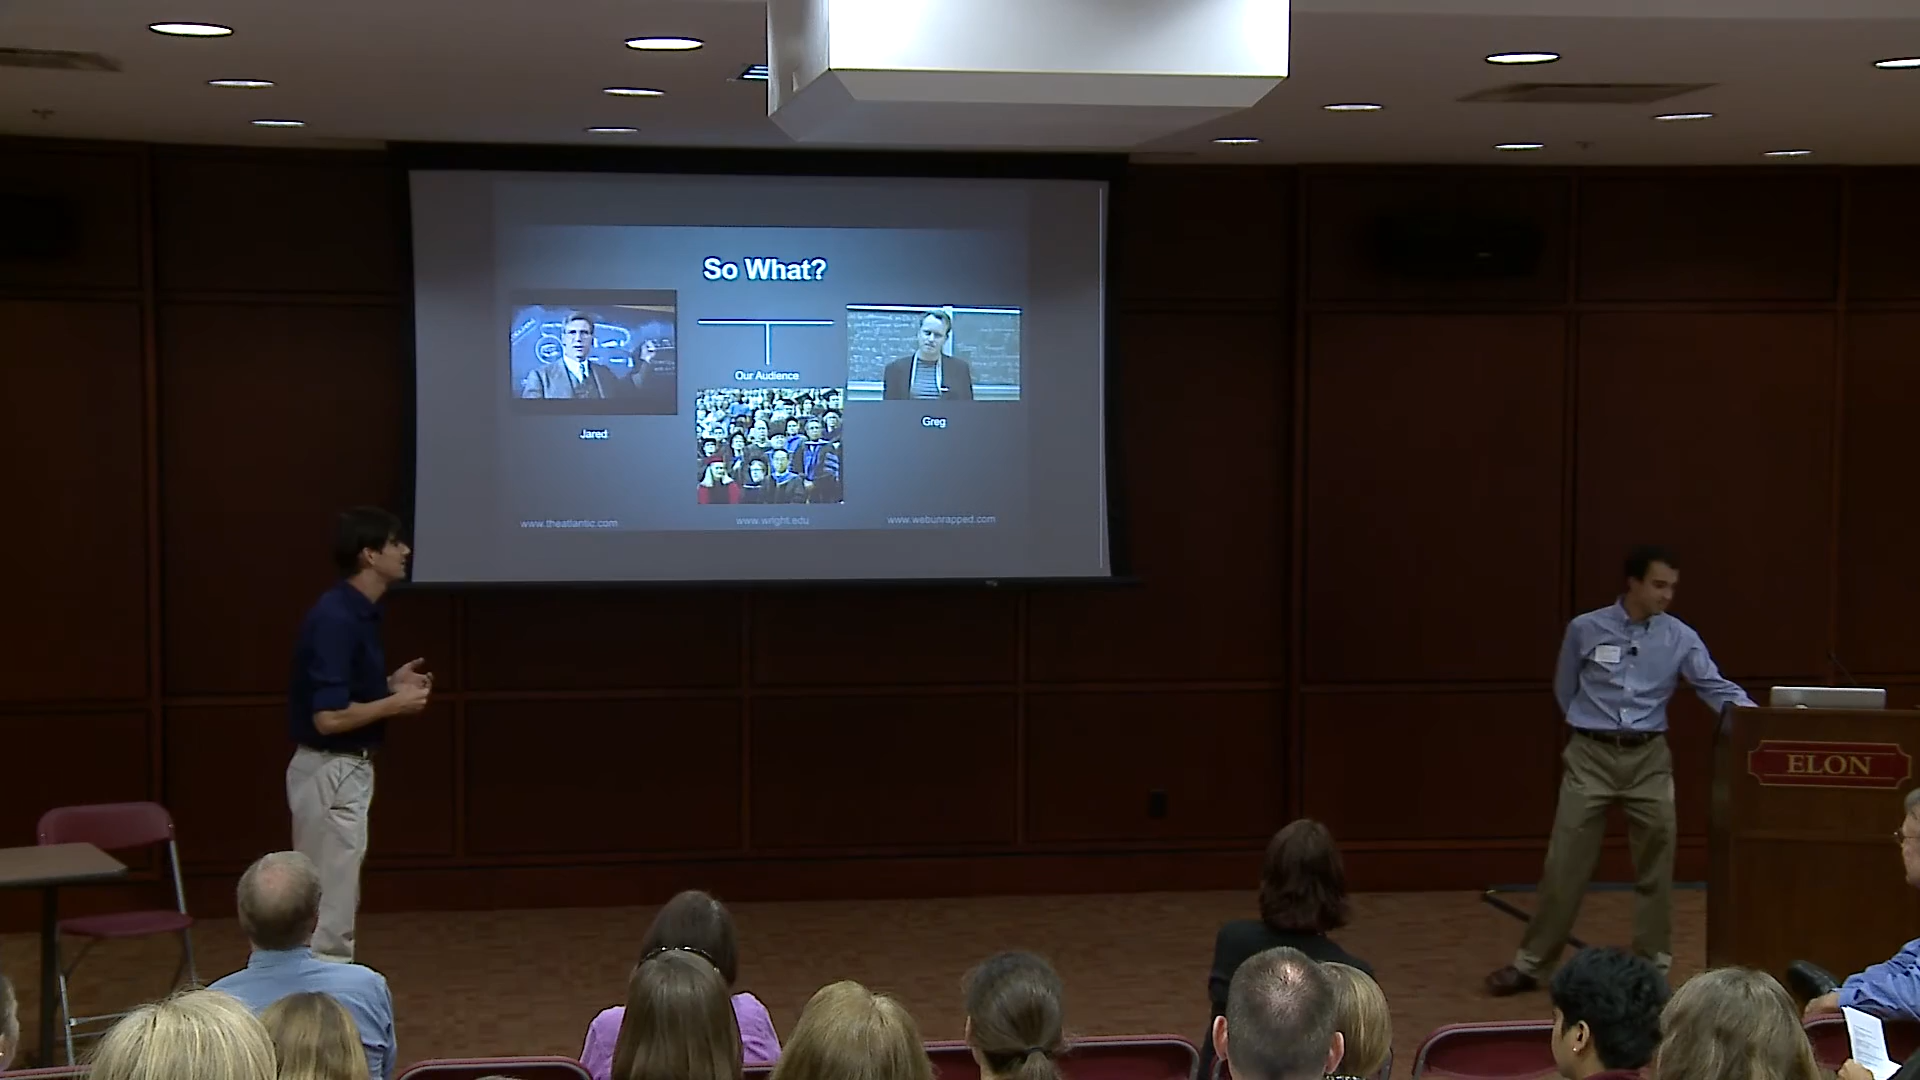 So What?
Our Audience
Jared
Greg
www.theatlantic.com
www.wright.edu
www.webunrapped.com
ELON